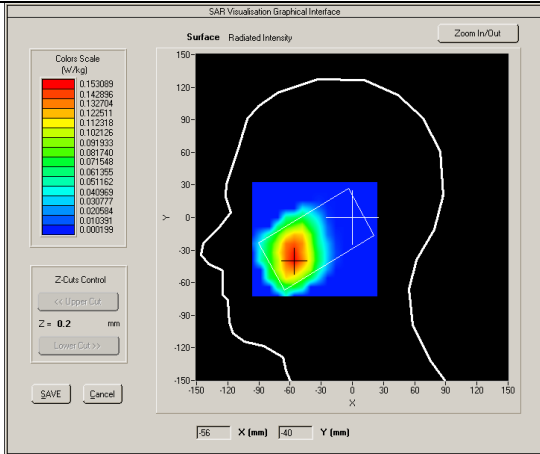 SAR Visualisation Graphical Interface
Surface Radiated Intensity
Zoom In/Out
Colors Scale
(W/kg)
0.153089
0.142896
0.132704
0.122511
0.112318
0.102126
0.091933
0.081740
0.071548
0.061355
0.051162
0.040969
0.030777
0.020584
0.010391
0.000199
Z-Cuts Control
<< Upper Cut
Z = 0.2 mm
Lower Cut >>
SAVE Cancel
Y
150
120
90
60
30
0
-30
-60
-90
-120
-150
-150 -120 -90 -60 -30 0 30 60 90 120 150
X
-56 X (mm) -40 Y (mm)